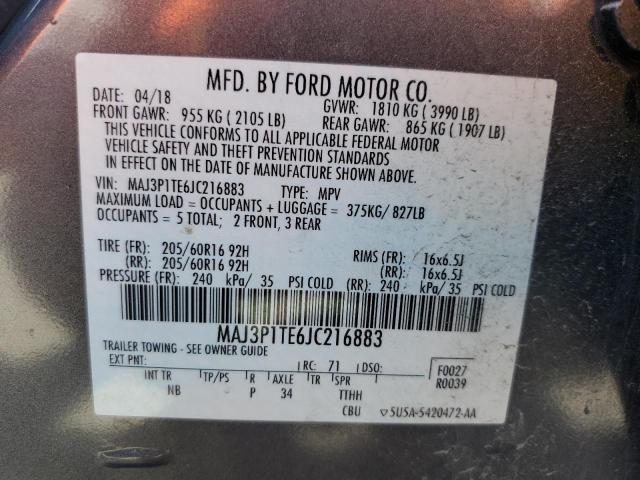 MFD. BY FORD MOTOR CO.
DATE: 04/18 GVWR: 1810 KG ( 3990 LB)
FRONT GAWR: 955 KG ( 2105 LB) REAR GAWR: 865 KG ( 1907 LB)
THIS VEHICLE CONFORMS TO ALL APPLICABLE FEDERAL MOTOR
VEHICLE SAFETY AND THEFT PREVENTION STANDARDS
IN EFFECT ON THE DATE OF MANUFACTURE SHOWN ABOVE.
VIN: MAJ3P1TE6JC216883 TYPE: MPV
MAXIMUM LOAD = OCCUPANTS + LUGGAGE = 375KG/ 827LB
OCCUPANTS = 5 TOTAL; 2 FRONT, 3 REAR
TIRE (FR): 205/60R16 92H RIMS (FR): 16x6.5J
(RR): 205/60R16 92H (RR): 16x6.5J
PRESSURE (FR): 240 kPa/ 35 PSI COLD (RR): 240 kPa/ 35 PSI COLD
MAJ3P1TE6JC216883
TRAILER TOWING - SEE OWNER GUIDE
EXT PNT: RC: 71 DSO: F0027
R0039
INT TR TP/PS R AXLE TR SPR
NB P 34 TTHH
CBU ▽ 5USA-5420472-AA